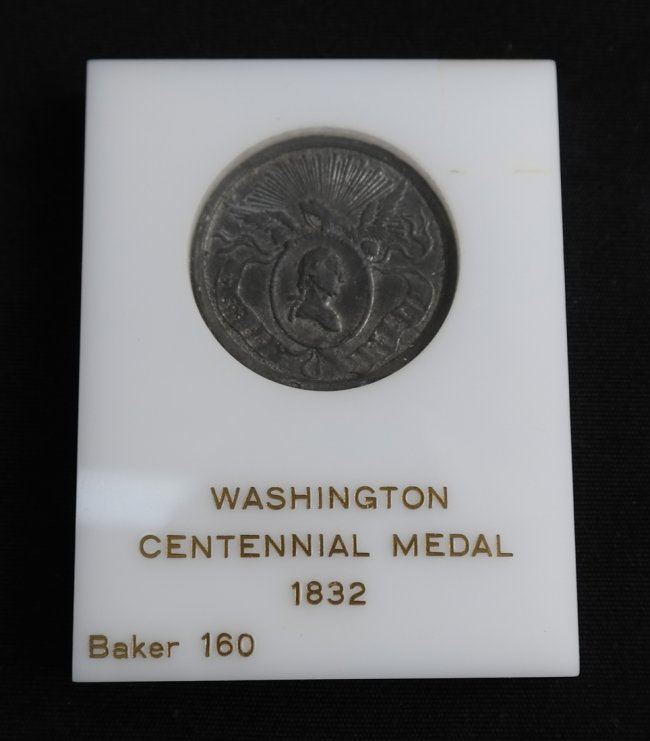 WASHINGTON
CENTENNIAL MEDAL
1832
Baker 160